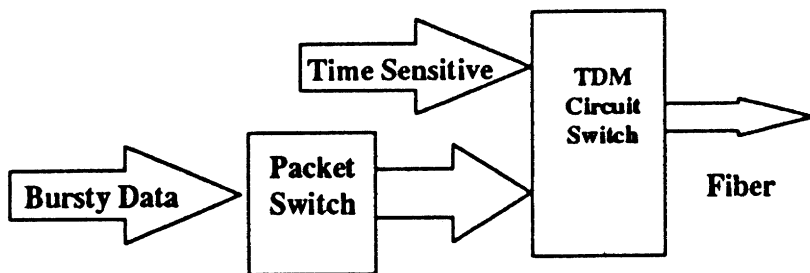 Time Sensitive
TDM
Circuit
Switch
Bursty Data
Packet
Switch
Fiber